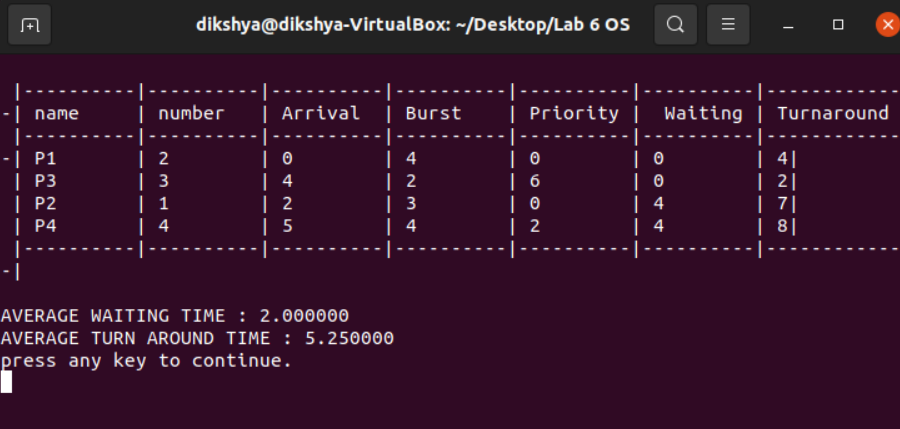 dikshya@dikshya-VirtualBox: ~/Desktop/Lab 6 OS
|----------|----------|----------|----------|----------|----------|------------
-| name | number | Arrival | Burst | Priority | Waiting | Turnaround
|----------|----------|----------|----------|----------|----------|------------
-| P1 | 2 | 0 | 4 | 0 | 0 | 4|
| P3 | 3 | 4 | 2 | 6 | 0 | 2|
| P2 | 1 | 2 | 3 | 0 | 4 | 7|
| P4 | 4 | 5 | 4 | 2 | 4 | 8|
|----------|----------|----------|----------|----------|----------|------------
-|
AVERAGE WAITING TIME : 2.000000
AVERAGE TURN AROUND TIME : 5.250000
press any key to continue.